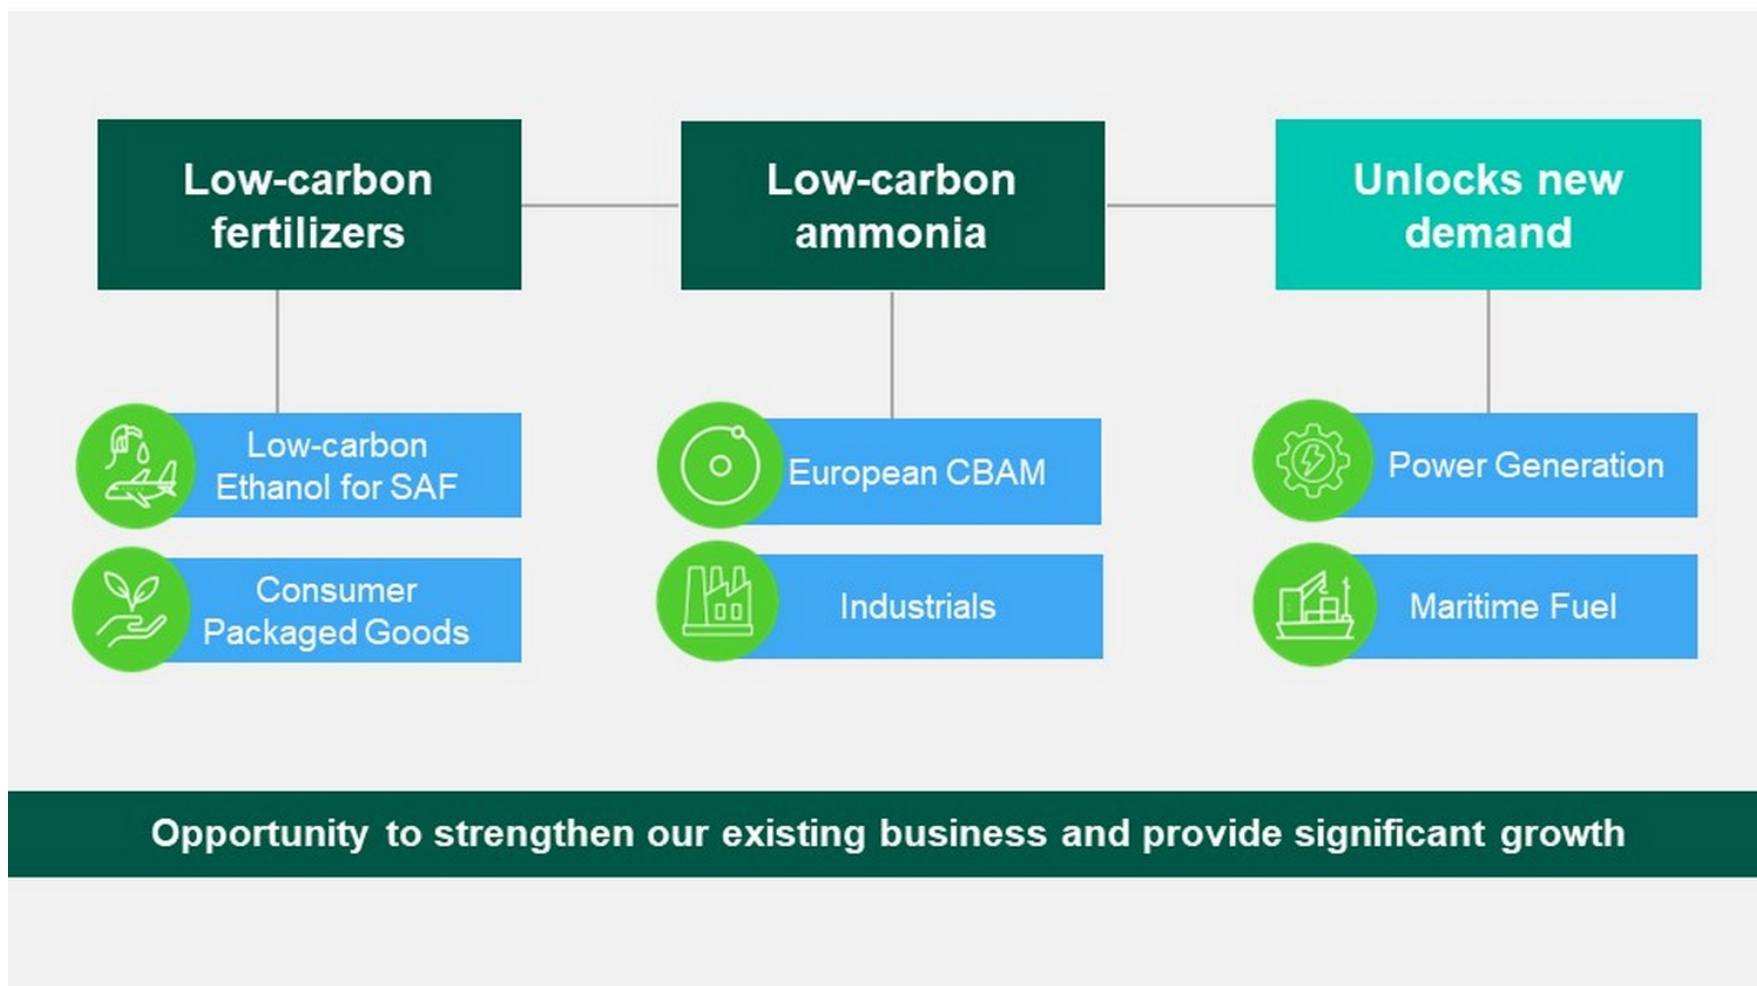 Low-carbon
fertilizers
Low-carbon
ammonia
Unlocks new
demand
Low-carbon
Ethanol for SAF
European CBAM
Power Generation
Consumer
Packaged Goods
Industrials
Maritime Fuel
Opportunity to strengthen our existing business and provide significant growth